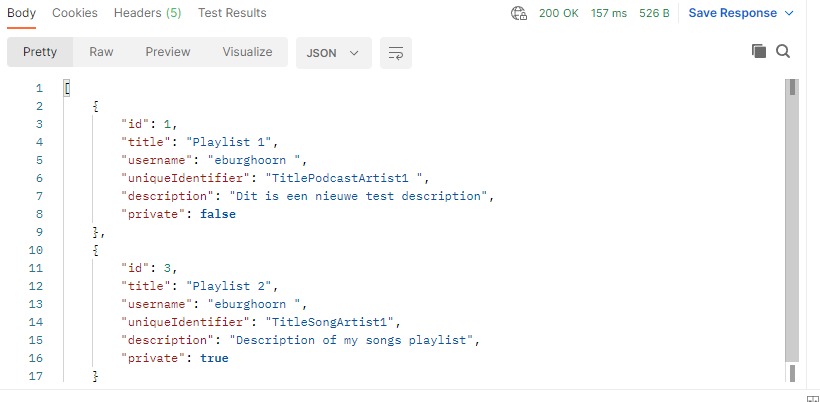 Body Cookies Headers (5) Test Results 200 OK 157 ms 526 B Save Response
Pretty Raw Preview Visualize JSON
1 [
2 {
3 "id": 1,
4 "title": "Playlist 1",
5 "username": "eburghoorn ",
6 "uniqueIdentifier": "TitlePodcastArtist1 ",
7 "description": "Dit is een nieuwe test description",
8 "private": false
9 },
10 {
11 "id": 3,
12 "title": "Playlist 2",
13 "username": "eburghoorn ",
14 "uniqueIdentifier": "TitleSongArtist1",
15 "description": "Description of my songs playlist",
16 "private": true
17 }